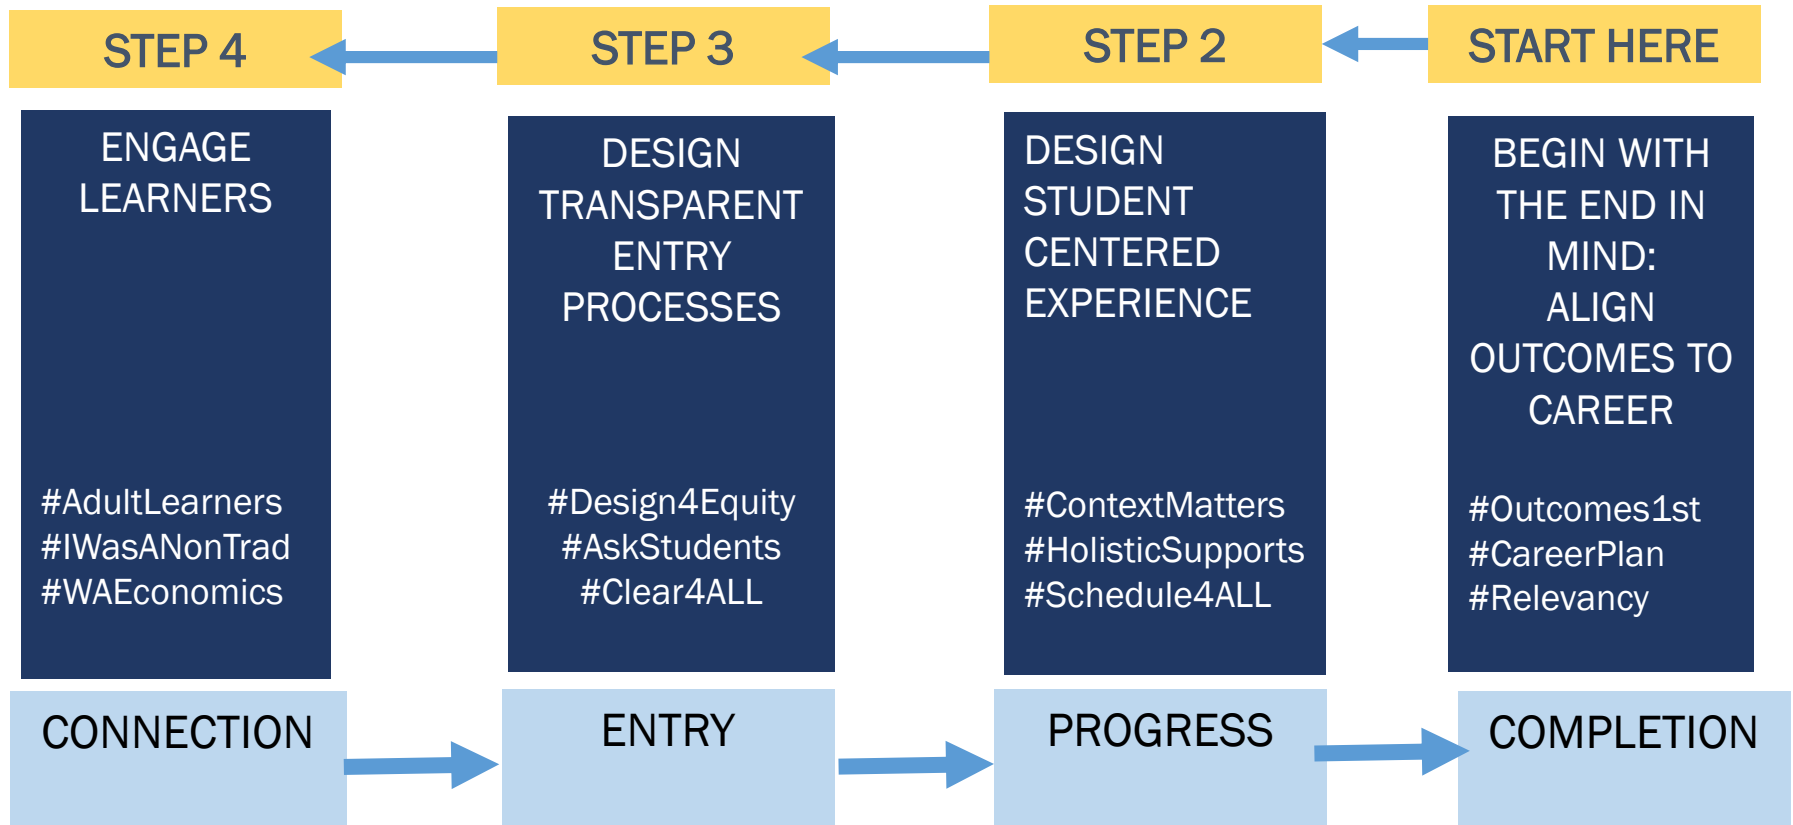 STEP 4
STEP 3
STEP 2
START HERE
ENGAGE
LEARNERS
#AdultLearners
#IWasANonTrad
#WAEconomics
DESIGN
TRANSPARENT
ENTRY
PROCESSES
#Design4Equity
#AskStudents
#Clear4ALL
DESIGN
STUDENT
CENTERED
EXPERIENCE
#ContextMatters
#HolisticSupports
#Schedule4ALL
BEGIN WITH
THE END IN
MIND:
ALIGN
OUTCOMES TO
CAREER
#Outcomes1st
#CareerPlan
#Relevancy
CONNECTION
ENTRY
PROGRESS
COMPLETION